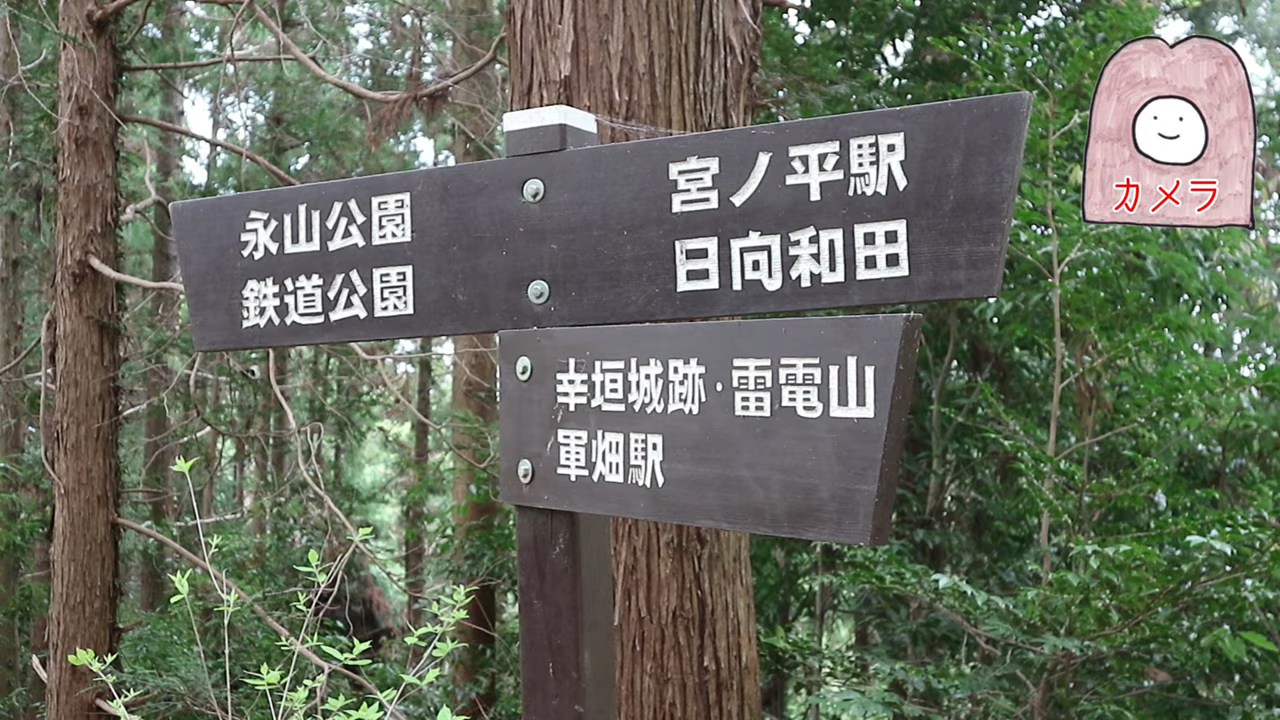 永山公園
鉄道公園
宮ノ平駅
日向和田
辛垣城跡・雷電山
軍畑駅
カメラ